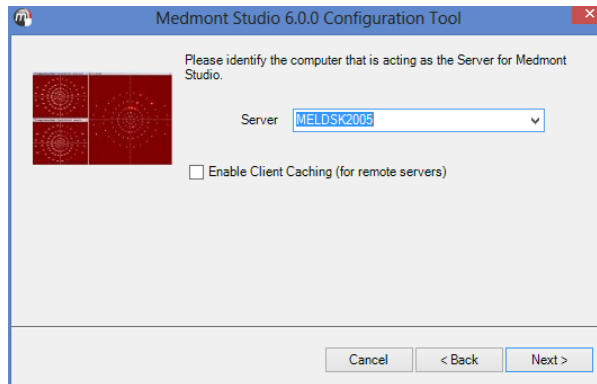 Medmont Studio 6.0.0 Configuration Tool
Please identify the computer that is acting as the Server for Medmont
Studio.
Server MELDSK2005
Enable Client Caching (for remote servers)
Cancel < Back Next >